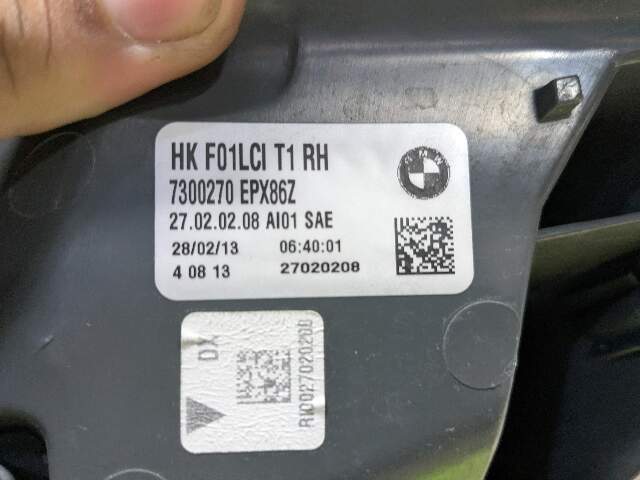 HK F01LCI T1 RH
7300270 EPX86Z
27.02.02.08 AI01 SAE
28/02/13 06:40:01
4 08 13 27020208
BMW
DX